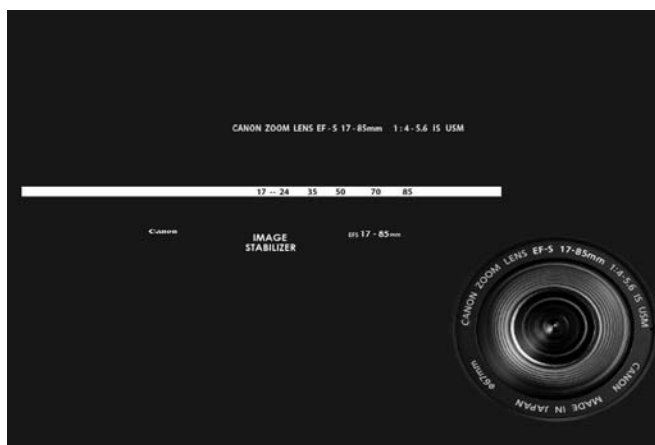 CANON ZOOM LENS EF-S 17-85mm 1:4-5.6 IS USM
17 -- 24 35 50 70 85
Canon
IMAGE
STABILIZER
EFS 17-85mm
CANON ZOOM LENS EF-S 17-85mm 1:4-5.6 IS USM
ø67mm
CANON MADE IN JAPAN